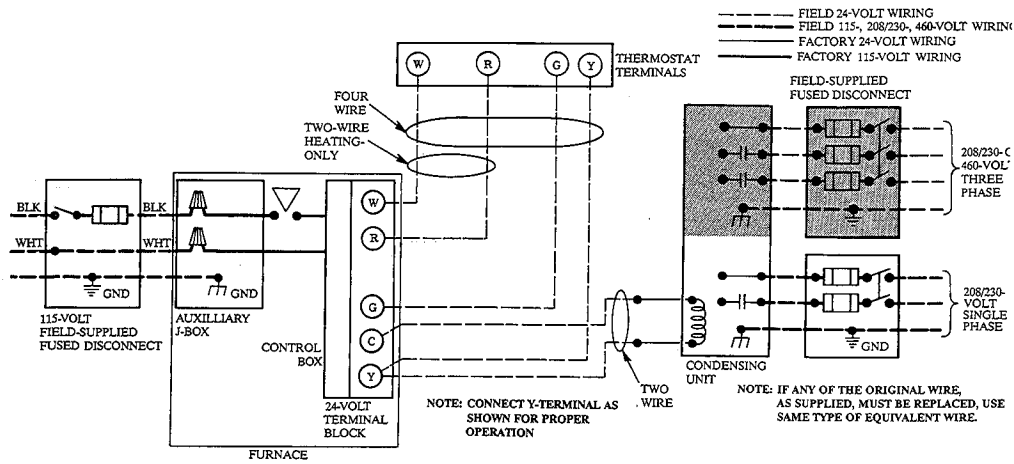 FIELD 24-VOLT WIRING
FIELD 115-, 208/230-, 460-VOLT WIRING
FACTORY 24-VOLT WIRING
FACTORY 115-VOLT WIRING
W
R
G
Y
THERMOSTAT
TERMINALS
FIELD-SUPPLIED
FUSED DISCONNECT
FOUR
WIRE
TWO-WIRE
HEATING-
ONLY
208/230-
460-VOLT
THREE
PHASE
BLK
BLK
WHT
WHT
GND
GND
W
R
G
C
Y
115-VOLT
FIELD-SUPPLIED
FUSED DISCONNECT
AUXILLIARY
J-BOX
CONTROL
BOX
24-VOLT
TERMINAL
BLOCK
FURNACE
NOTE: CONNECT Y-TERMINAL AS
SHOWN FOR PROPER
OPERATION
TWO
WIRE
CONDENSING
UNIT
GND
208/230-
VOLT
SINGLE
PHASE
NOTE: IF ANY OF THE ORIGINAL WIRE,
AS SUPPLIED, MUST BE REPLACED, USE
SAME TYPE OF EQUIVALENT WIRE.